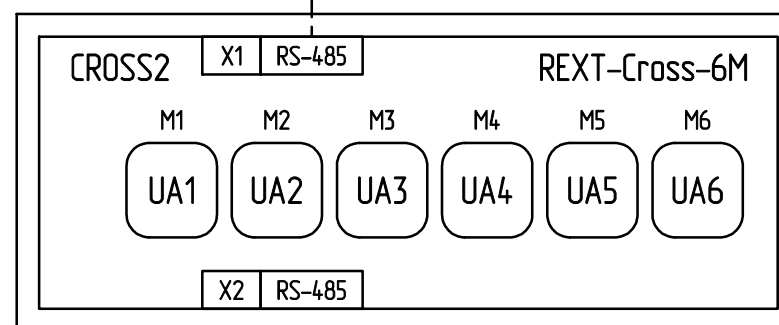 CROSS2 X1 RS-485 REXT-Cross-6M
M1 M2 M3 M4 M5 M6
UA1 UA2 UA3 UA4 UA5 UA6
X2 RS-485